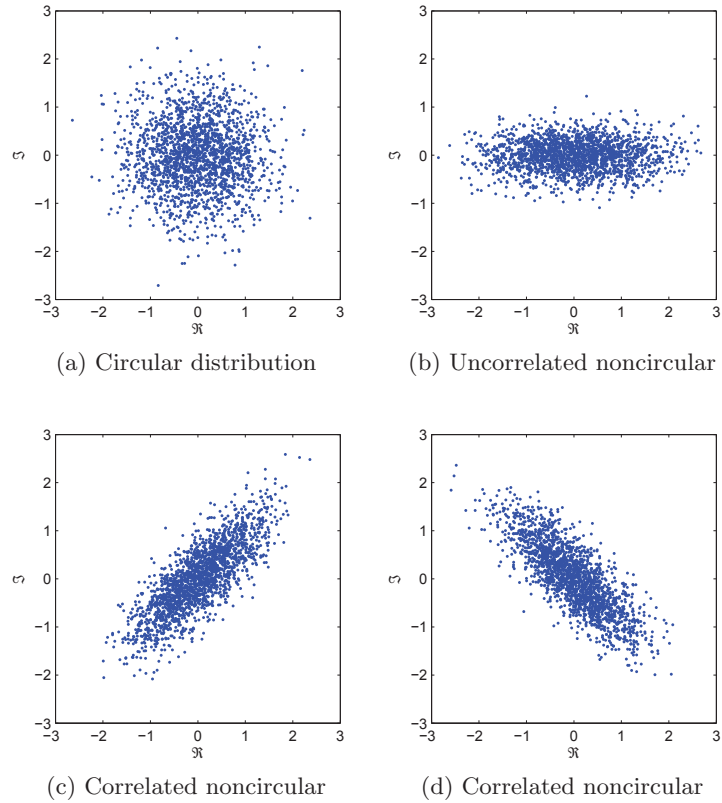 3
2
1
0
−1
−2
−3
ℑ
−3 −2 −1 0 1 2 3
ℜ
(a) Circular distribution
3
2
1
0
−1
−2
−3
ℑ
−3 −2 −1 0 1 2 3
ℜ
(b) Uncorrelated noncircular
3
2
1
0
−1
−2
−3
ℑ
−3 −2 −1 0 1 2 3
ℜ
(c) Correlated noncircular
3
2
1
0
−1
−2
−3
ℑ
−3 −2 −1 0 1 2 3
ℜ
(d) Correlated noncircular